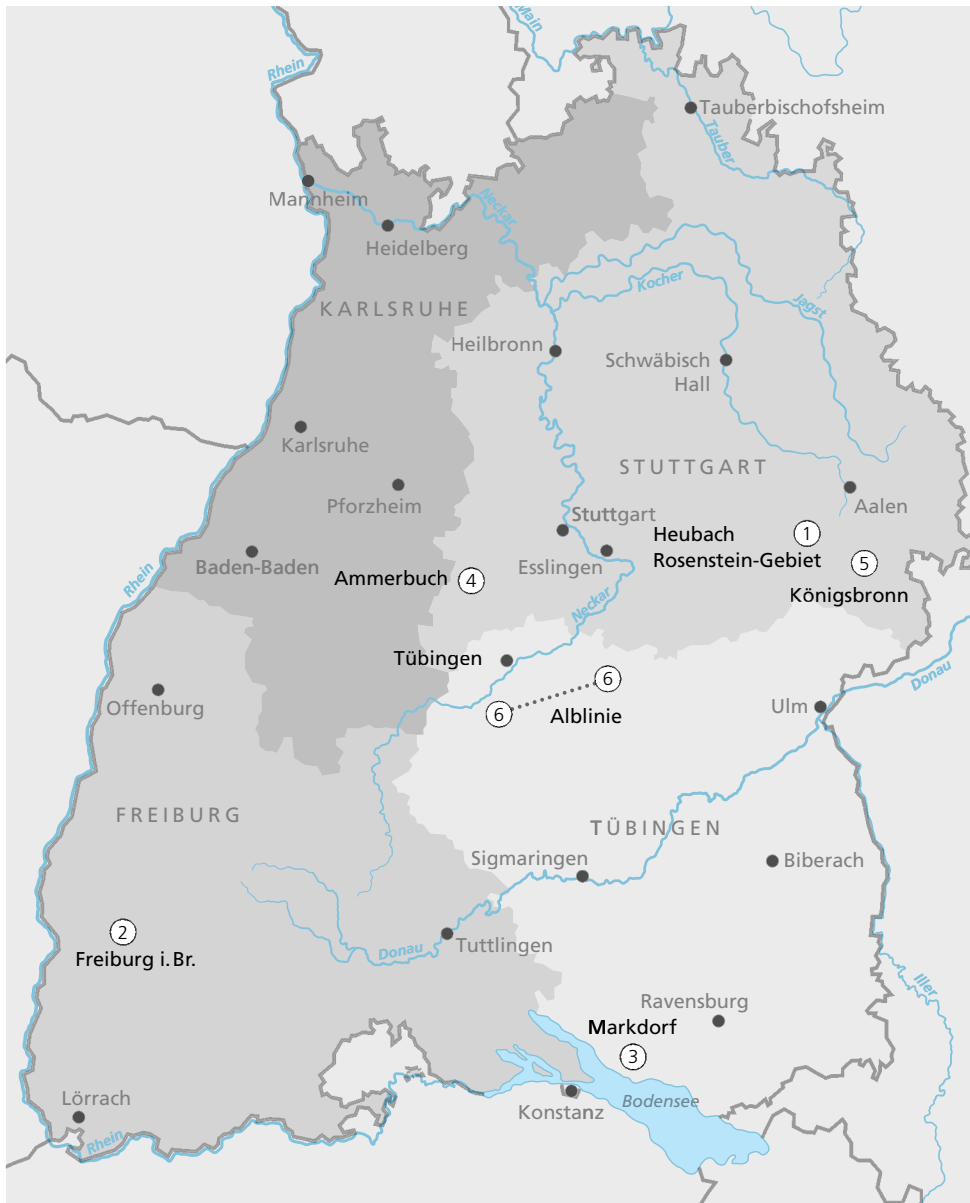 Main
Rhein
Tauberbischofsheim
Tauber
Mannheim
Neckar
Heidelberg
KARLSRUHE
Kocher
Jagst
Heilbronn
Schwäbisch
Hall
Karlsruhe
STUTTGART
Pforzheim
Aalen
Stuttgart
Heubach
Rosenstein-Gebiet
1
Baden-Baden
Esslingen
5
Ammerbuch
4
Königsbronn
Rhein
Neckar
Tübingen
6
Donau
Offenburg
6
Alblinie
Ulm
FREIBURG
TÜBINGEN
Sigmaringen
Biberach
2
Donau
Tuttlingen
Freiburg i. Br.
Iller
Ravensburg
Markdorf
3
Lörrach
Konstanz
Bodensee
Rhein